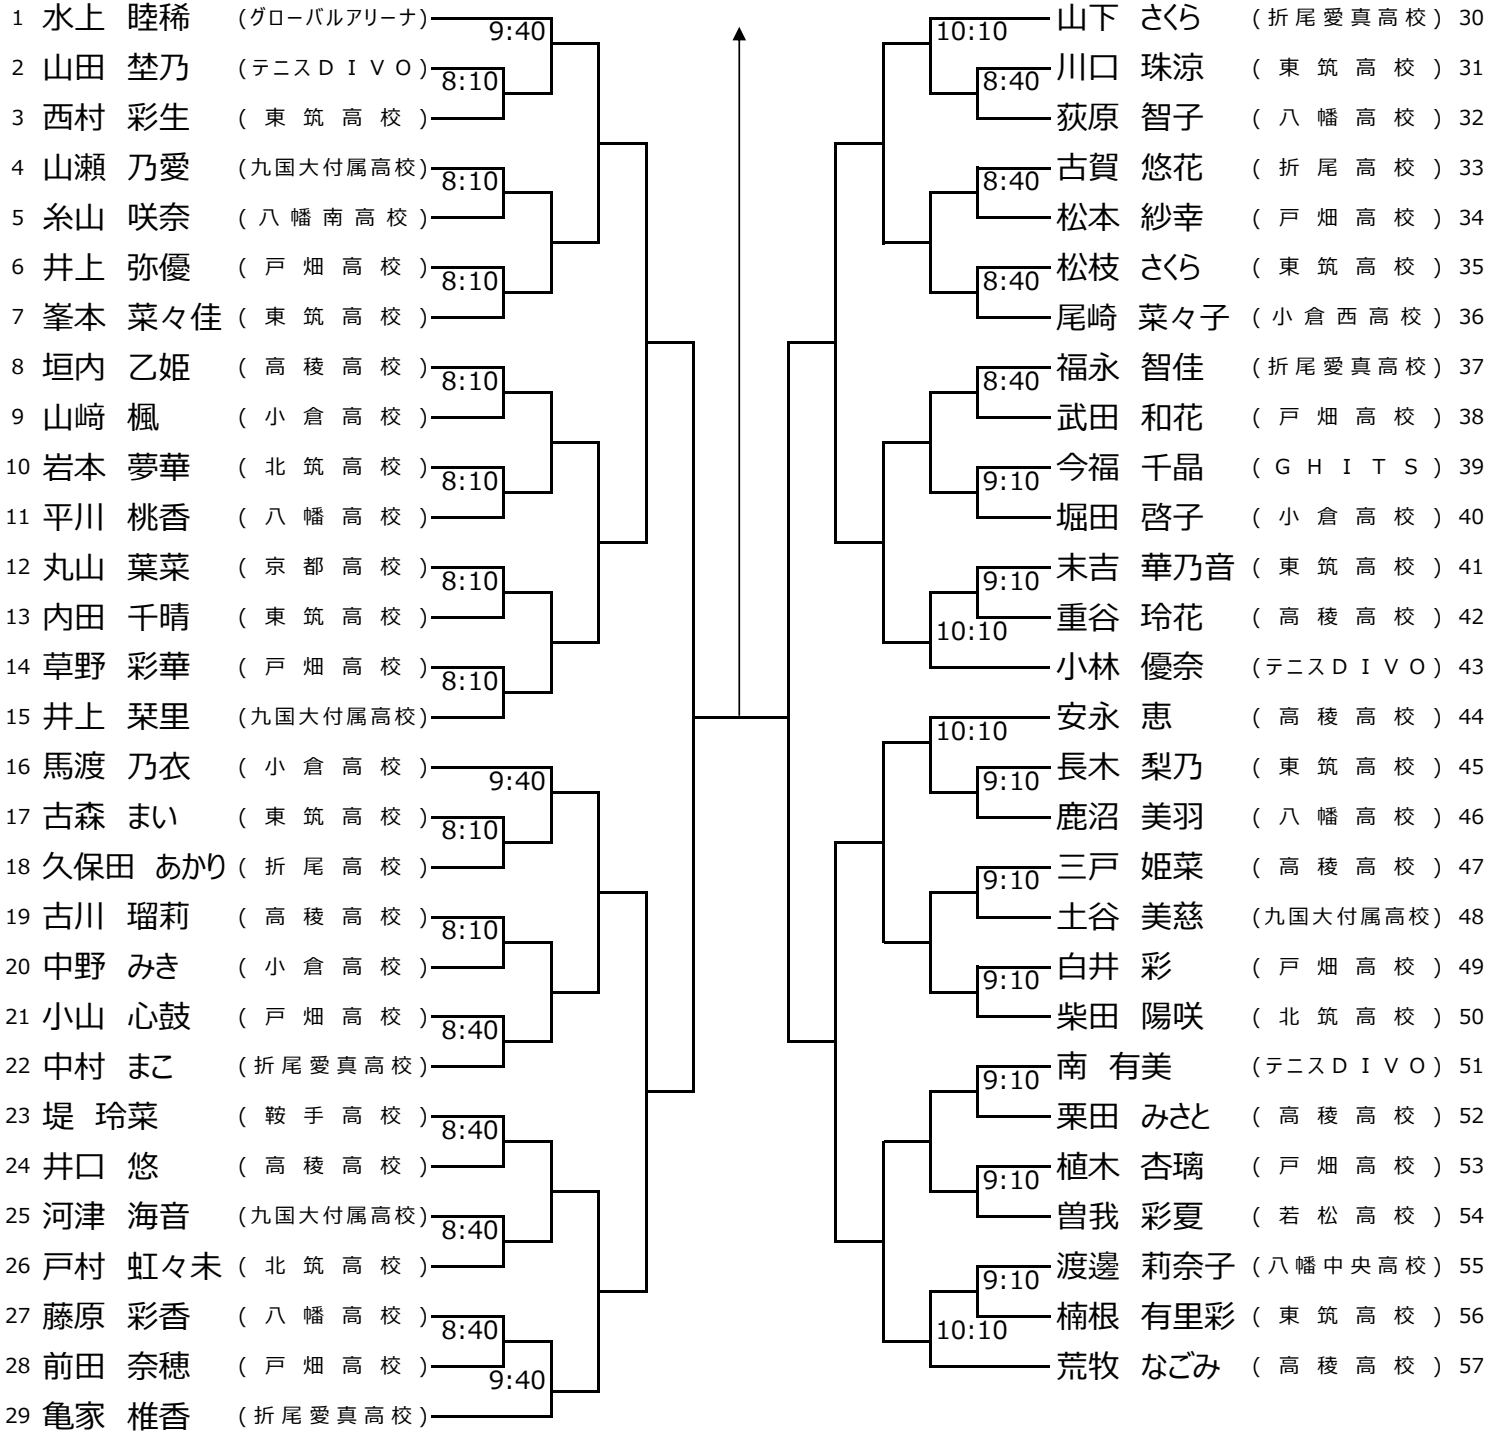 1 水上 睦稀 (グローバルアリーナ)
9:40
2 山田 埜乃 (テニスＤＩＶＯ)
8:10
3 西村 彩生 (東筑高校)
4 山瀬 乃愛 (九国大付属高校)
8:10
5 糸山 咲奈 (八幡南高校)
6 井上 弥優 (戸畑高校)
8:10
7 峯本 菜々佳 (東筑高校)
8 垣内 乙姫 (高稜高校)
8:10
9 山﨑 楓 (小倉高校)
10 岩本 夢華 (北筑高校)
8:10
11 平川 桃香 (八幡高校)
12 丸山 葉菜 (京都高校)
8:10
13 内田 千晴 (東筑高校)
14 草野 彩華 (戸畑高校)
8:10
15 井上 栞里 (九国大付属高校)
16 馬渡 乃衣 (小倉高校)
9:40
17 古森 まい (東筑高校)
8:10
18 久保田 あかり (折尾高校)
19 古川 瑠莉 (高稜高校)
8:10
20 中野 みき (小倉高校)
21 小山 心鼓 (戸畑高校)
8:40
22 中村 まこ (折尾愛真高校)
23 堤 玲菜 (鞍手高校)
8:40
24 井口 悠 (高稜高校)
25 河津 海音 (九国大付属高校)
8:40
26 戸村 虹々未 (北筑高校)
27 藤原 彩香 (八幡高校)
8:40
28 前田 奈穂 (戸畑高校)
9:40
29 亀家 椎香 (折尾愛真高校)
山下 さくら (折尾愛真高校) 30
10:10
川口 珠涼 (東筑高校) 31
8:40
荻原 智子 (八幡高校) 32
古賀 悠花 (折尾高校) 33
8:40
松本 紗幸 (戸畑高校) 34
松枝 さくら (東筑高校) 35
8:40
尾崎 菜々子 (小倉西高校) 36
福永 智佳 (折尾愛真高校) 37
8:40
武田 和花 (戸畑高校) 38
今福 千晶 (ＧＨＩＴＳ) 39
9:10
堀田 啓子 (小倉高校) 40
末吉 華乃音 (東筑高校) 41
9:10
重谷 玲花 (高稜高校) 42
10:10
小林 優奈 (テニスＤＩＶＯ) 43
安永 恵 (高稜高校) 44
10:10
長木 梨乃 (東筑高校) 45
9:10
鹿沼 美羽 (八幡高校) 46
三戸 姫菜 (高稜高校) 47
9:10
土谷 美慈 (九国大付属高校) 48
白井 彩 (戸畑高校) 49
9:10
柴田 陽咲 (北筑高校) 50
南 有美 (テニスＤＩＶＯ) 51
9:10
栗田 みさと (高稜高校) 52
植木 杏璃 (戸畑高校) 53
9:10
曽我 彩夏 (若松高校) 54
渡邊 莉奈子 (八幡中央高校) 55
9:10
楠根 有里彩 (東筑高校) 56
10:10
荒牧 なごみ (高稜高校) 57